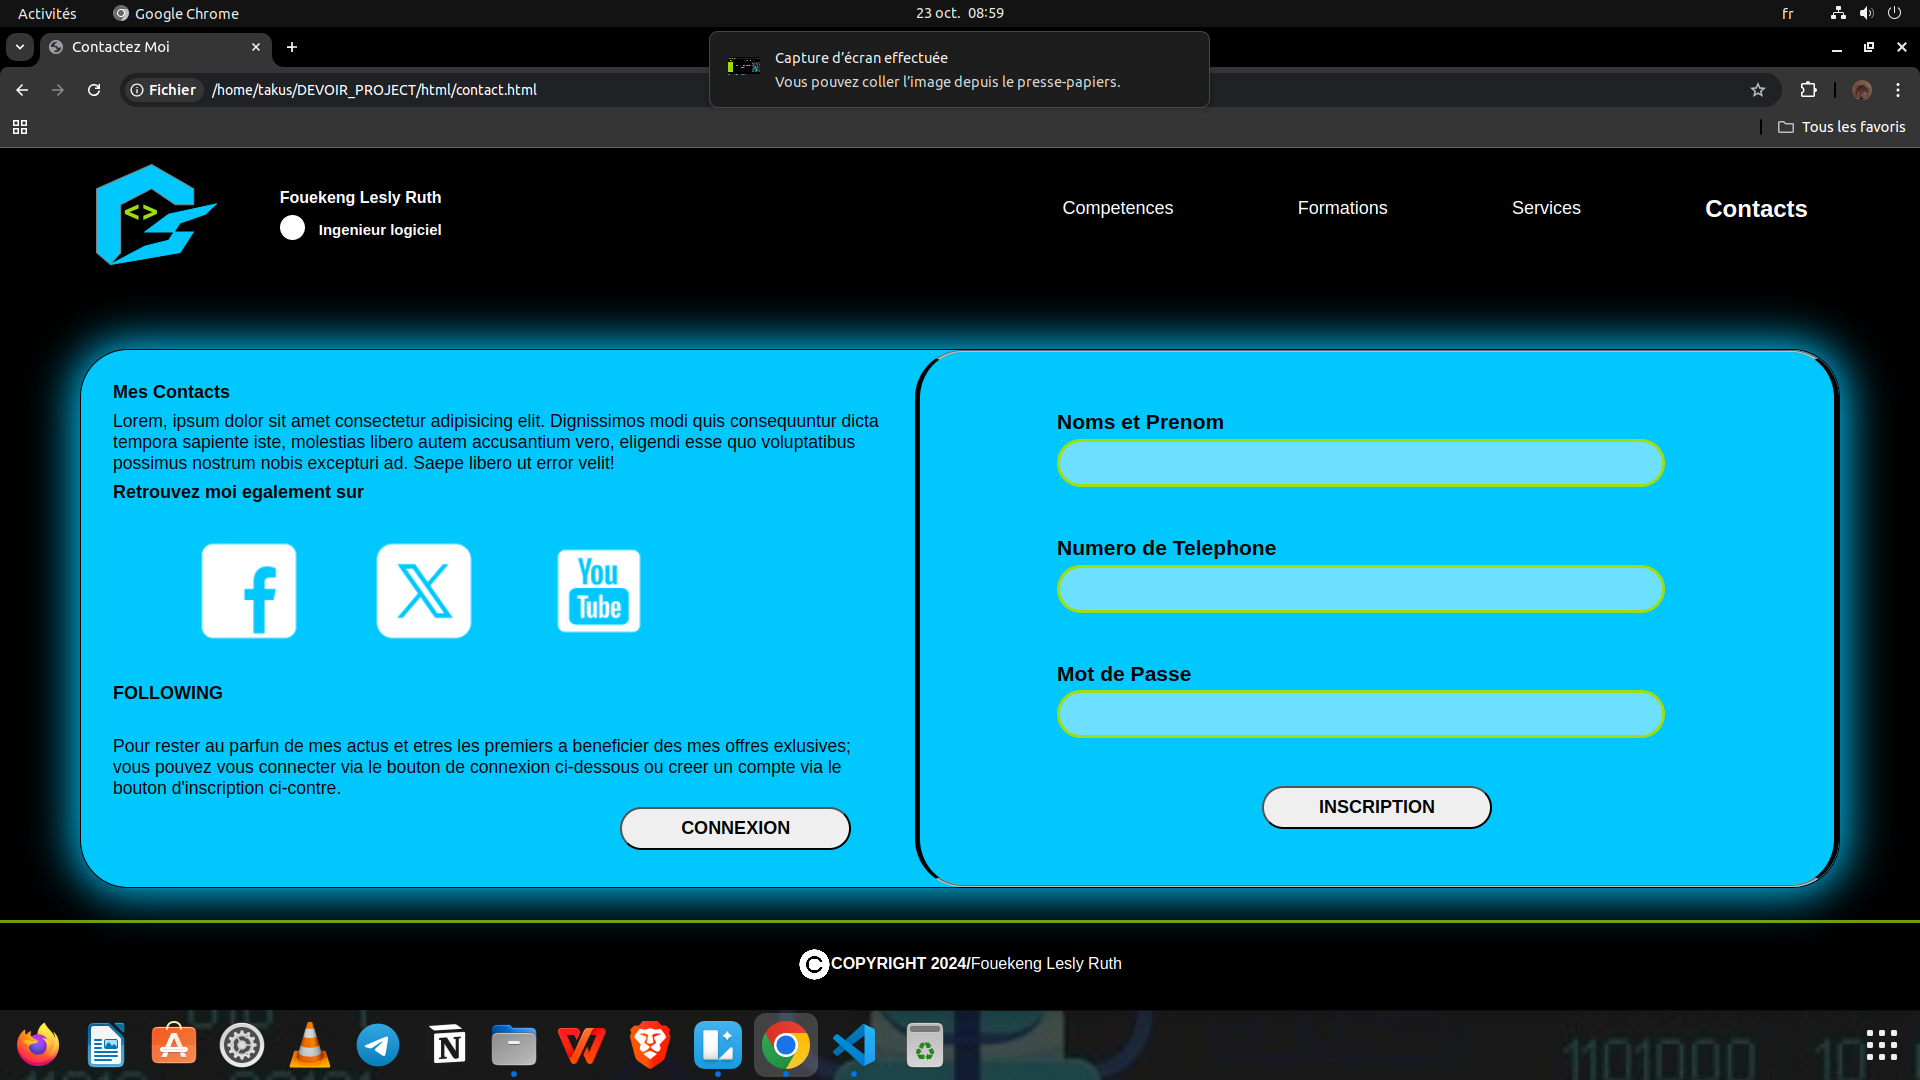 Activités
Google Chrome
23 oct. 08:59
fr
Contactez Moi
Capture d'écran effectuée
Vous pouvez coller l'image depuis le presse-papiers.
Fichier
/home/takus/DEVOIR_PROJECT/html/contact.html
Tous les favoris
<>
Fouekeng Lesly Ruth
Ingenieur logiciel
Competences
Formations
Services
Contacts
Mes Contacts
Lorem, ipsum dolor sit amet consectetur adipisicing elit. Dignissimos modi quis consequuntur dicta
tempora sapiente iste, molestias libero autem accusantium vero, eligendi esse quo voluptatibus
possimus nostrum nobis excepturi ad. Saepe libero ut error velit!
Retrouvez moi egalement sur
f
X
You
Tube
FOLLOWING
Pour rester au parfun de mes actus et etres les premiers a beneficier des mes offres exlusives;
vous pouvez vous connecter via le bouton de connexion ci-dessous ou creer un compte via le
bouton d'inscription ci-contre.
CONNEXION
Noms et Prenom
Numero de Telephone
Mot de Passe
INSCRIPTION
©COPYRIGHT 2024/Fouekeng Lesly Ruth
1101000